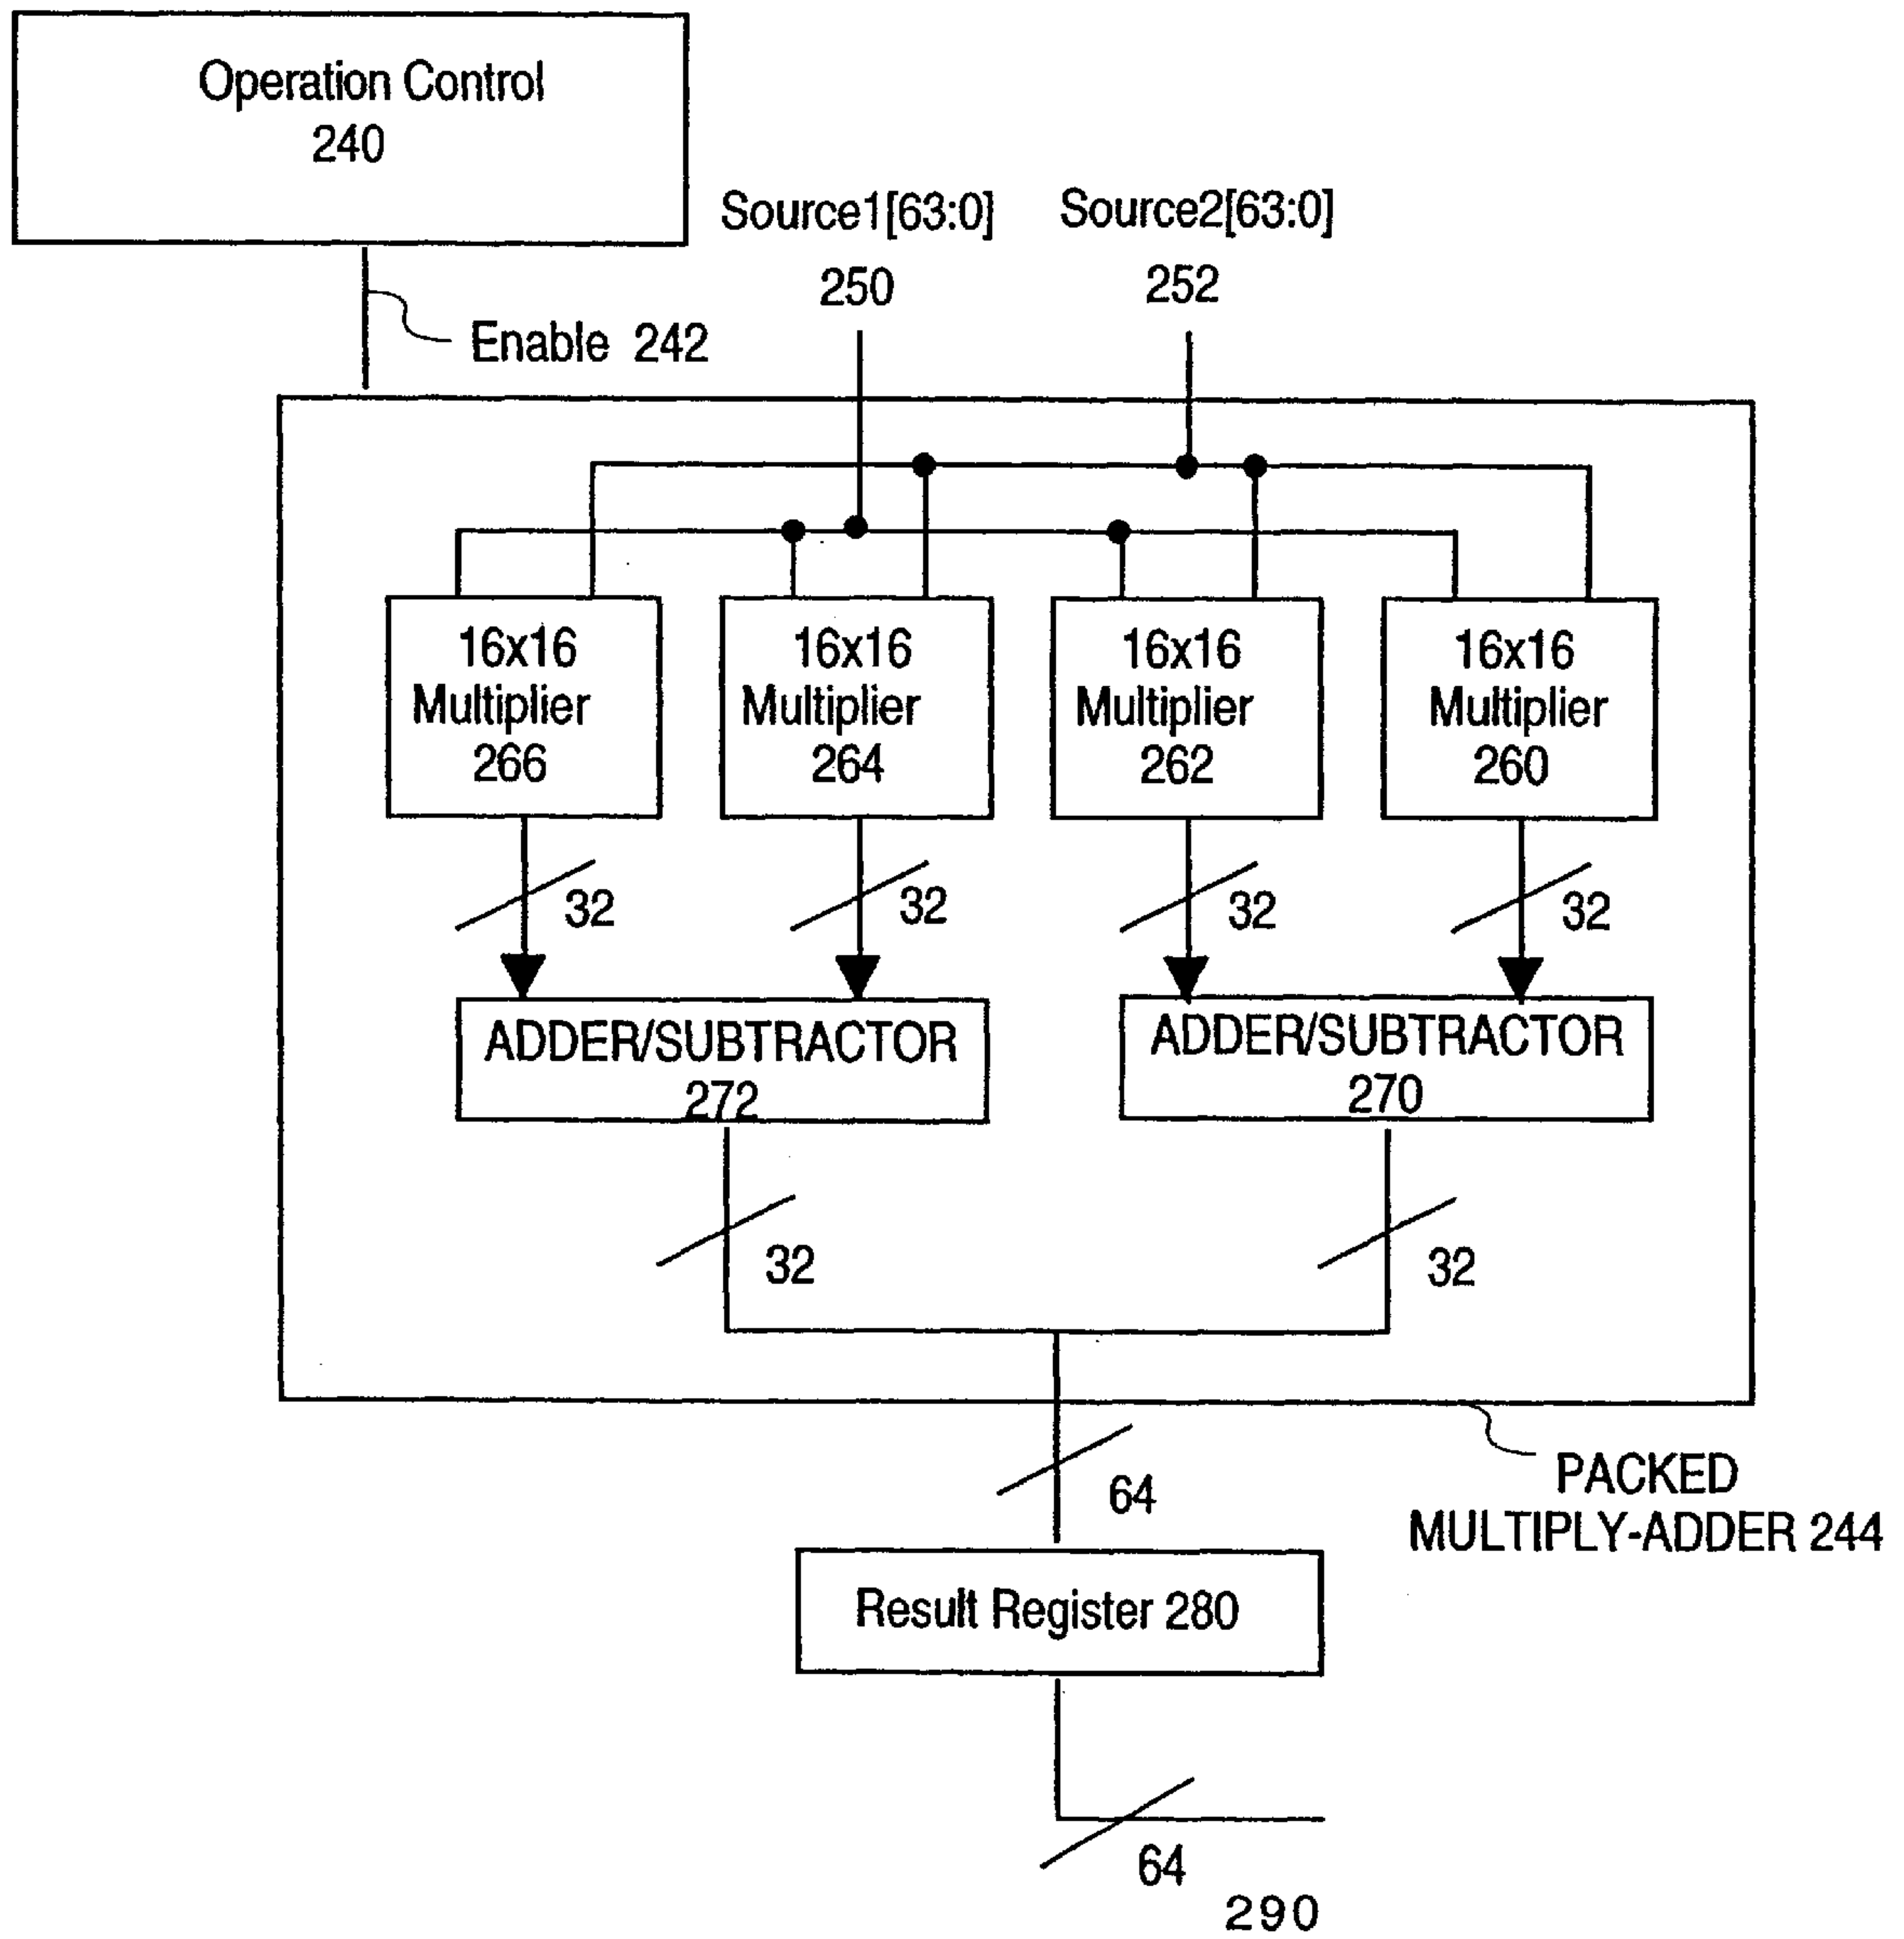 Operation Control
240
Source1[63:0]
Source2[63:0]
250
252
Enable 242
16x16
Multiplier
266
16x16
Multiplier
264
16x16
Multiplier
262
16x16
Multiplier
260
32
32
32
32
ADDER/SUBTRACTOR
272
ADDER/SUBTRACTOR
270
32
32
64
PACKED
MULTIPLY-ADDER 244
Result Register 280
64
290